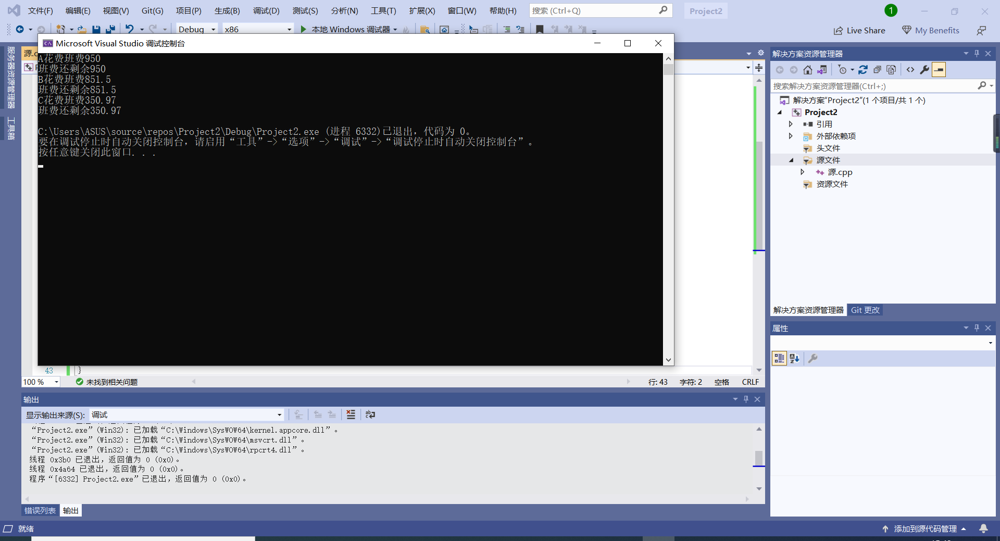 文件(F) 编辑(E) 视图(V) Git(G) 项目(P) 生成(B) 调试(D) 测试(S) 分析(N) 工具(T) 扩展(X) 窗口(W) 帮助(H) 搜索 (Ctrl+Q) Project2 1
Debug x86 本地 Windows 调试器 Live Share My Benefits
Microsoft Visual Studio 调试控制台
A花费班费950
班费还剩余950
B花费班费851.5
班费还剩余851.5
C花费班费350.97
班费还剩余350.97
C:\Users\ASUS\source\repos\Project2\Debug\Project2.exe (进程 6332)已退出，代码为 0。
要在调试停止时自动关闭控制台，请启用“工具”->“选项”->“调试”->“调试停止时自动关闭控制台”。
按任意键关闭此窗口. . .
服务器资源管理器
工具箱
源.c
43 }
100 % 未找到相关问题 行: 43 字符: 2 空格 CRLF
输出
显示输出来源(S): 调试
“Project2.exe”(Win32): 已加载“C:\Windows\SysWOW64\kernel.appcore.dll”。
“Project2.exe”(Win32): 已加载“C:\Windows\SysWOW64\msvcrt.dll”。
“Project2.exe”(Win32): 已加载“C:\Windows\SysWOW64\rpcrt4.dll”。
线程 0x3b0 已退出，返回值为 0 (0x0)。
线程 0x4a64 已退出，返回值为 0 (0x0)。
程序“[6332] Project2.exe”已退出，返回值为 0 (0x0)。
错误列表 输出
解决方案资源管理器
搜索解决方案资源管理器(Ctrl+;)
解决方案“Project2”(1 个项目/共 1 个)
Project2
引用
外部依赖项
头文件
源文件
源.cpp
资源文件
解决方案资源管理器 Git 更改
属性
就绪 添加到源代码管理